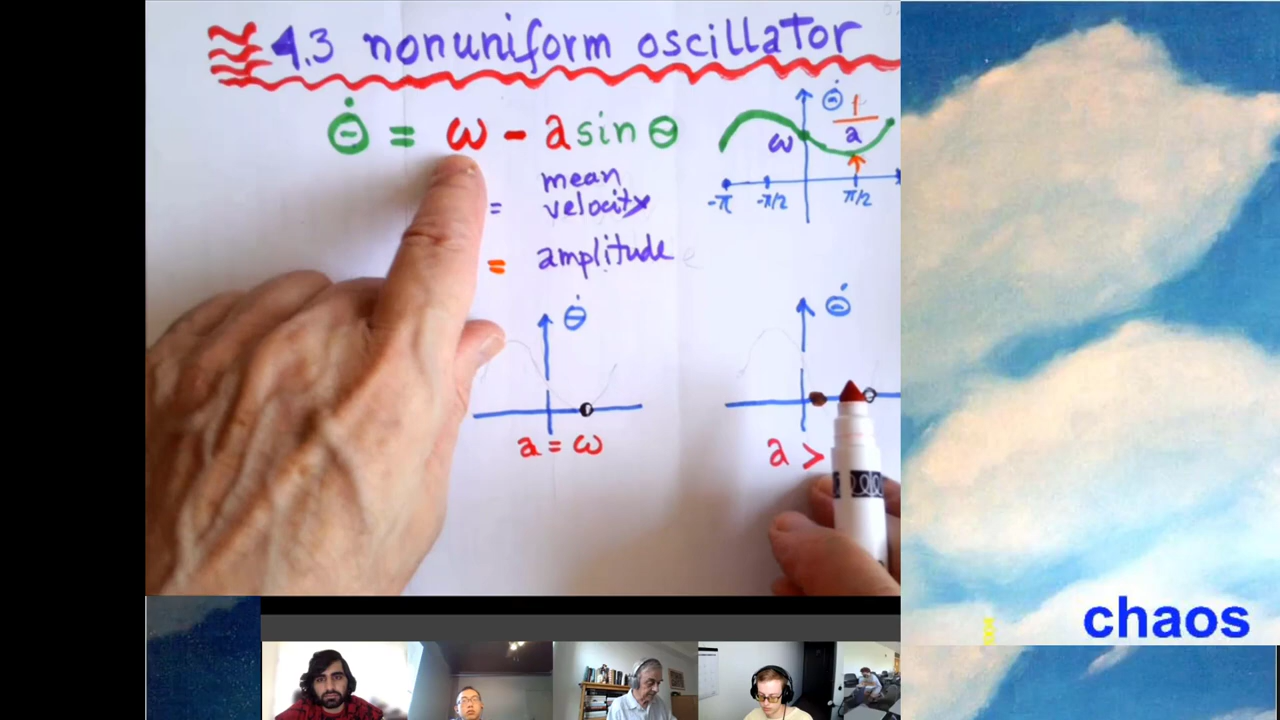 4.3 nonuniform oscillator
θ̇ = ω - a sin θ
mean
= velocity
= amplitude
θ̇
ω
a
-π -π/2 π/2
θ̇
a = ω
θ̇
a >
chaos